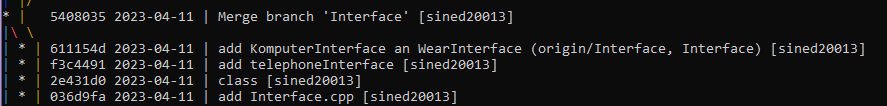 | |/
* |   5408035 2023-04-11 | Merge branch 'Interface' [sined20013]
|\ \
| * | 611154d 2023-04-11 | add KomputerInterface an WearInterface (origin/Interface, Interface) [sined20013]
| * | f3c4491 2023-04-11 | add telephoneInterface [sined20013]
| * | 2e431d0 2023-04-11 | class [sined20013]
| * | 036d9fa 2023-04-11 | add Interface.cpp [sined20013]